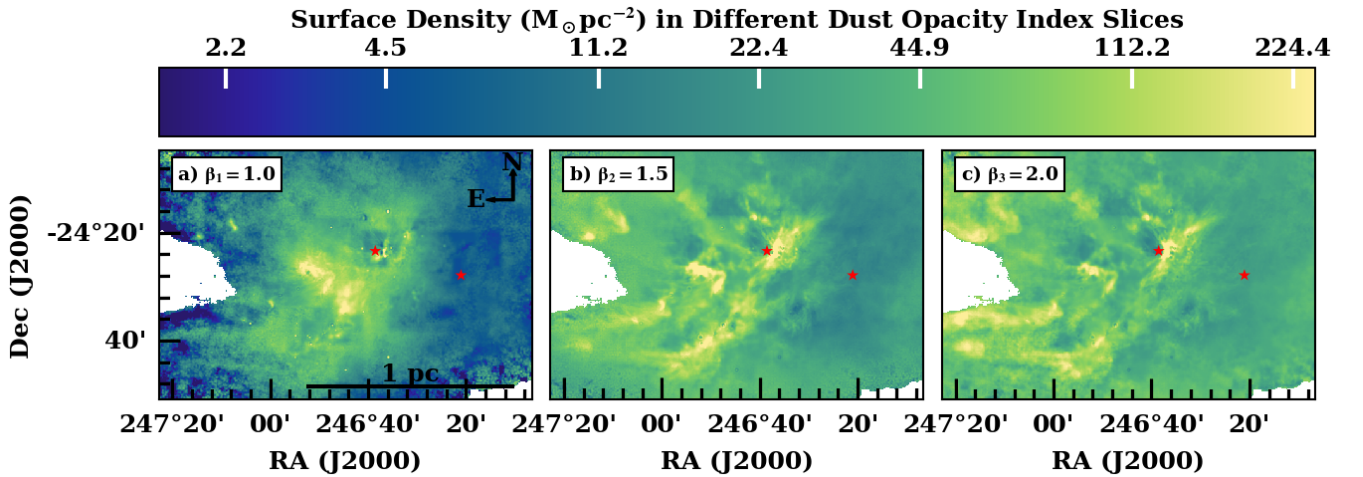 Surface Density (M⊙pc⁻²) in Different Dust Opacity Index Slices
2.2 4.5 11.2 22.4 44.9 112.2 224.4
a) β₁=1.0 N b) β₂=1.5 c) β₃=2.0
E
-24°20'
40'
1 pc
Dec (J2000)
247°20' 00' 246°40' 20' 247°20' 00' 246°40' 20' 247°20' 00' 246°40' 20'
RA (J2000) RA (J2000) RA (J2000)